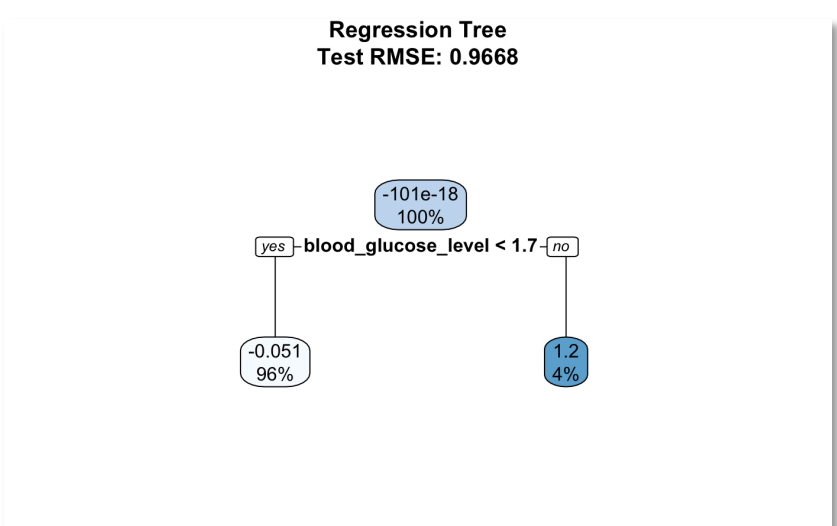 Regression Tree
Test RMSE: 0.9668
-101e-18
100%
yes blood_glucose_level < 1.7 no
-0.051
96%
1.2
4%